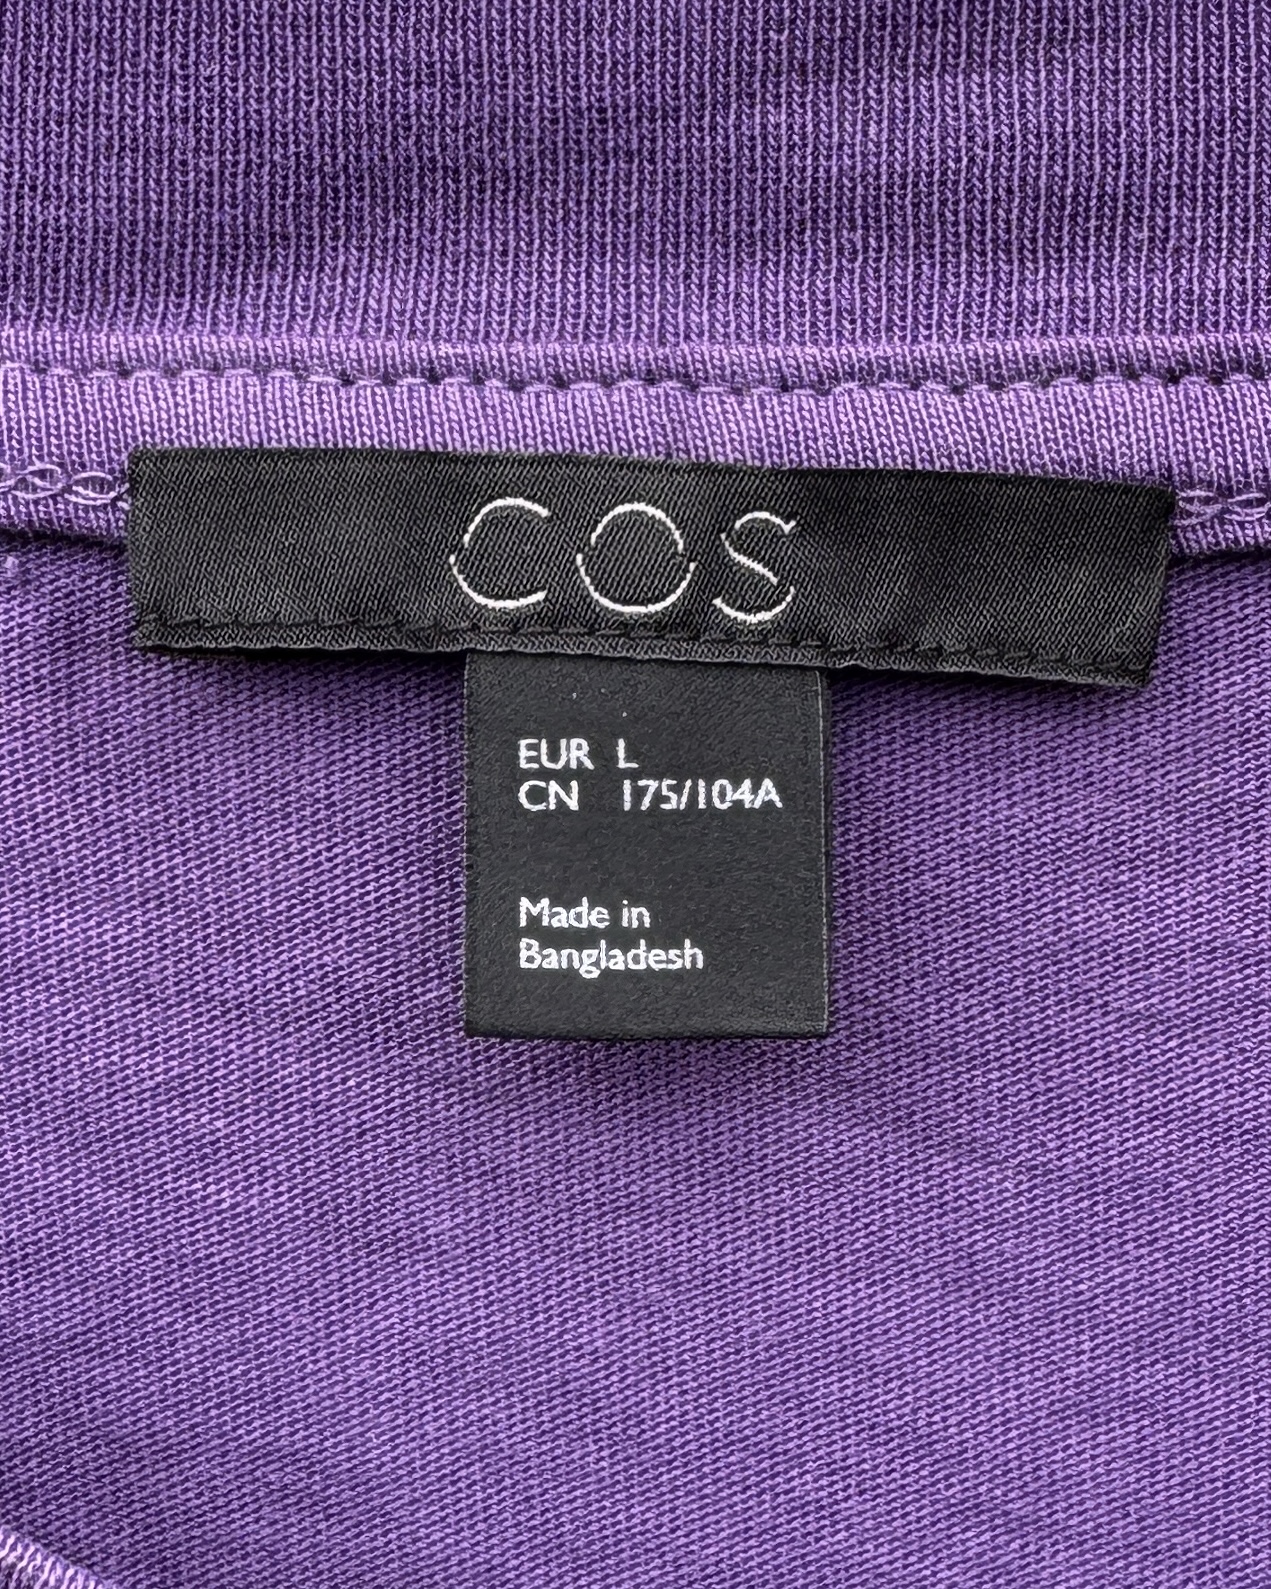 COS
EUR L
CN 175/104A
Made in
Bangladesh